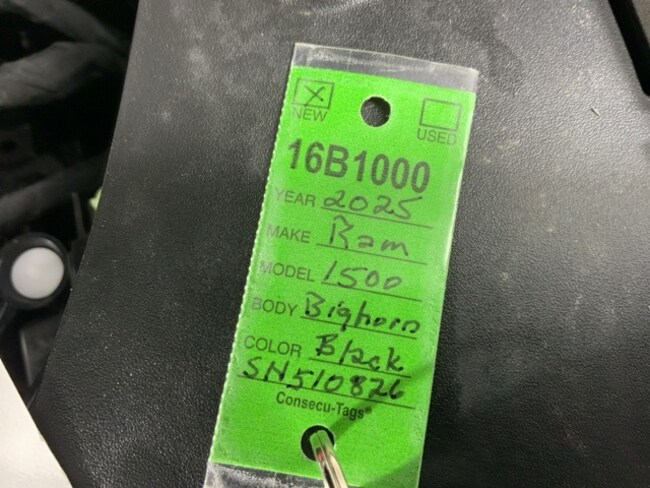 NEW USED
16B1000
YEAR 2025
MAKE Ram
MODEL 1500
BODY Bighorn
COLOR Black
SN510826
Consecu-Tags®